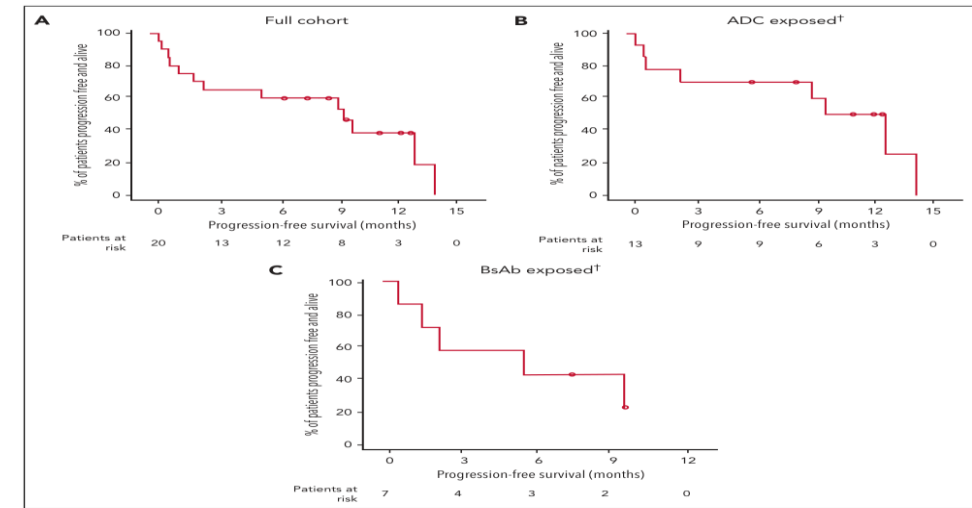 A Full cohort
% of patients progression free and alive
100
80
60
40
20
0
0 3 6 9 12 15
Progression-free survival (months)
Patients at
risk
20 13 12 8 3 0
B ADC exposed†
% of patients progression free and alive
100
80
60
40
20
0
0 3 6 9 12 15
Progression-free survival (months)
Patients at
risk
13 9 9 6 3 0
C BsAb exposed†
% of patients progression free and alive
100
80
60
40
20
0
0 3 6 9 12
Progression-free survival (months)
Patients at
risk
7 4 3 2 0